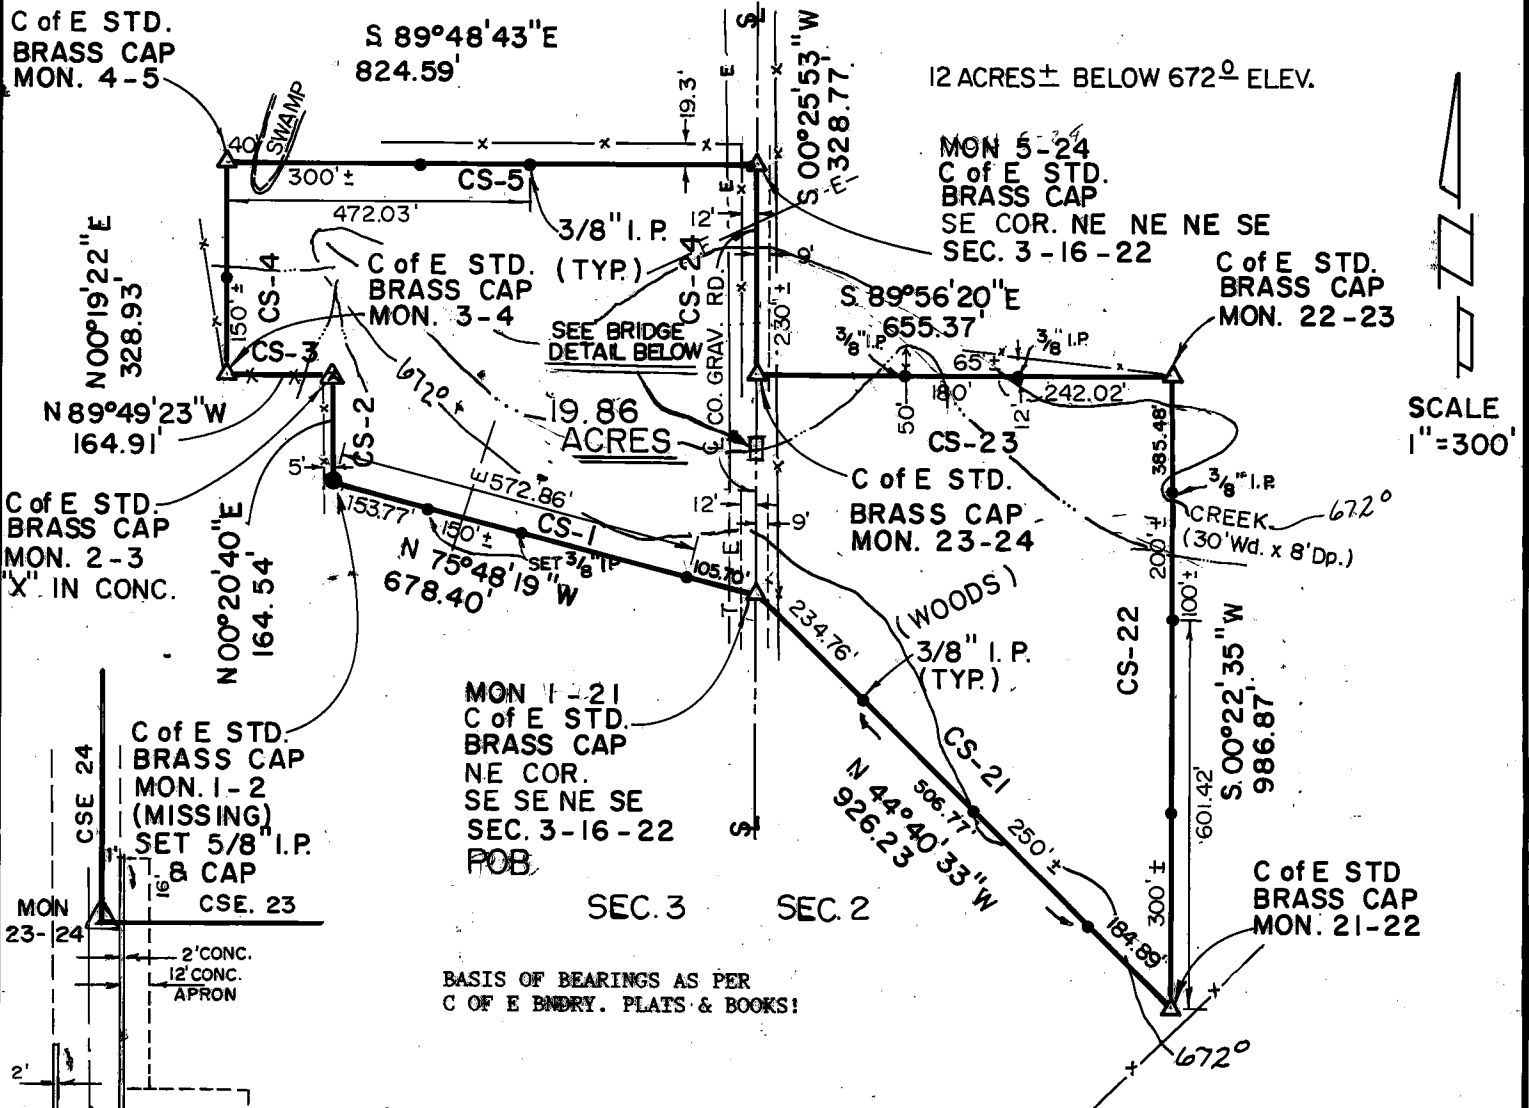 C of E STD.
BRASS CAP
MON. 4-5
S 89°48'43"E
824.59'
S 00°25'53"W
328.77'
12 ACRES± BELOW 672º ELEV.
SWAMP
40'
300'±
CS-5
472.03'
19.3'
E
E
E
3/8" I.P.
(TYP.)
12'
9'
MON 5-24
C of E STD.
BRASS CAP
SE COR. NE NE NE SE
SEC. 3-16-22
N00°19'22"E
328.93'
150'±
CS-4
C of E STD.
BRASS CAP
MON. 3-4
CS-24
SEE BRIDGE
DETAIL BELOW
CO. GRAV. RD.
230'±
S 89°56'20"E
655.37'
3/8" I.P.
3/8" I.P.
C of E STD.
BRASS CAP
MON. 22-23
CS-3
N 89°49'23"W
164.91'
CS-2
672º
19.86
ACRES
65'±
180'
50'
12'
242.02'
CS-23
385.48'
SCALE
1"=300'
5'
C of E STD.
BRASS CAP
MON. 2-3
"X" IN CONC.
N00°20'40"E
164.54'
E
572.86'
153.77'
150'±
CS-1
SET 3/8" IP
105.70'
N 75°48'19"W
678.40'
12'
9'
T
E
C of E STD.
BRASS CAP
MON. 23-24
3/8" I.P.
CREEK
(30'Wd. x 8'Dp.)
672º
200'±
100'±
CS-22
S 00°22'35"W
986.87'
234.76'
(WOODS)
3/8" I.P.
(TYP.)
CS-21
N 44°40'33"W
926.23
506.77'
250'±
184.89'
300'±
601.42'
C of E STD.
BRASS CAP
MON. 1-2
(MISSING)
SET 5/8" I.P.
& CAP
MON 1-21
C of E STD.
BRASS CAP
NE COR.
SE SE NE SE
SEC. 3-16-22
POB
SEC. 3
SEC. 2
C of E STD
BRASS CAP
MON. 21-22
672º
CSE 24
1'
16'
MON
23-24
CSE. 23
2'CONC.
12'CONC.
APRON
2'
BASIS OF BEARINGS AS PER
C OF E BNDRY. PLATS & BOOKS!